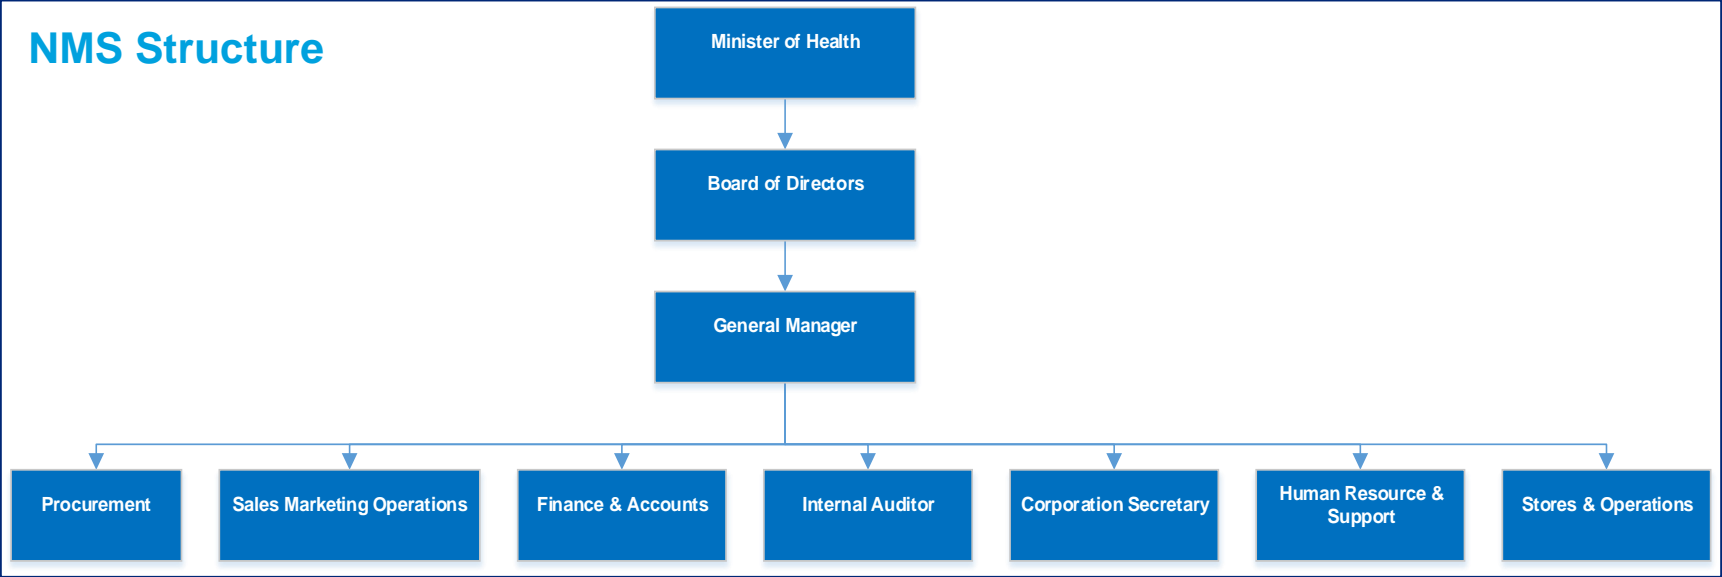 NMS Structure
Minister of Health
Board of Directors
General Manager
Procurement
Sales Marketing Operations
Finance & Accounts
Internal Auditor
Corporation Secretary
Human Resource &
Support
Stores & Operations